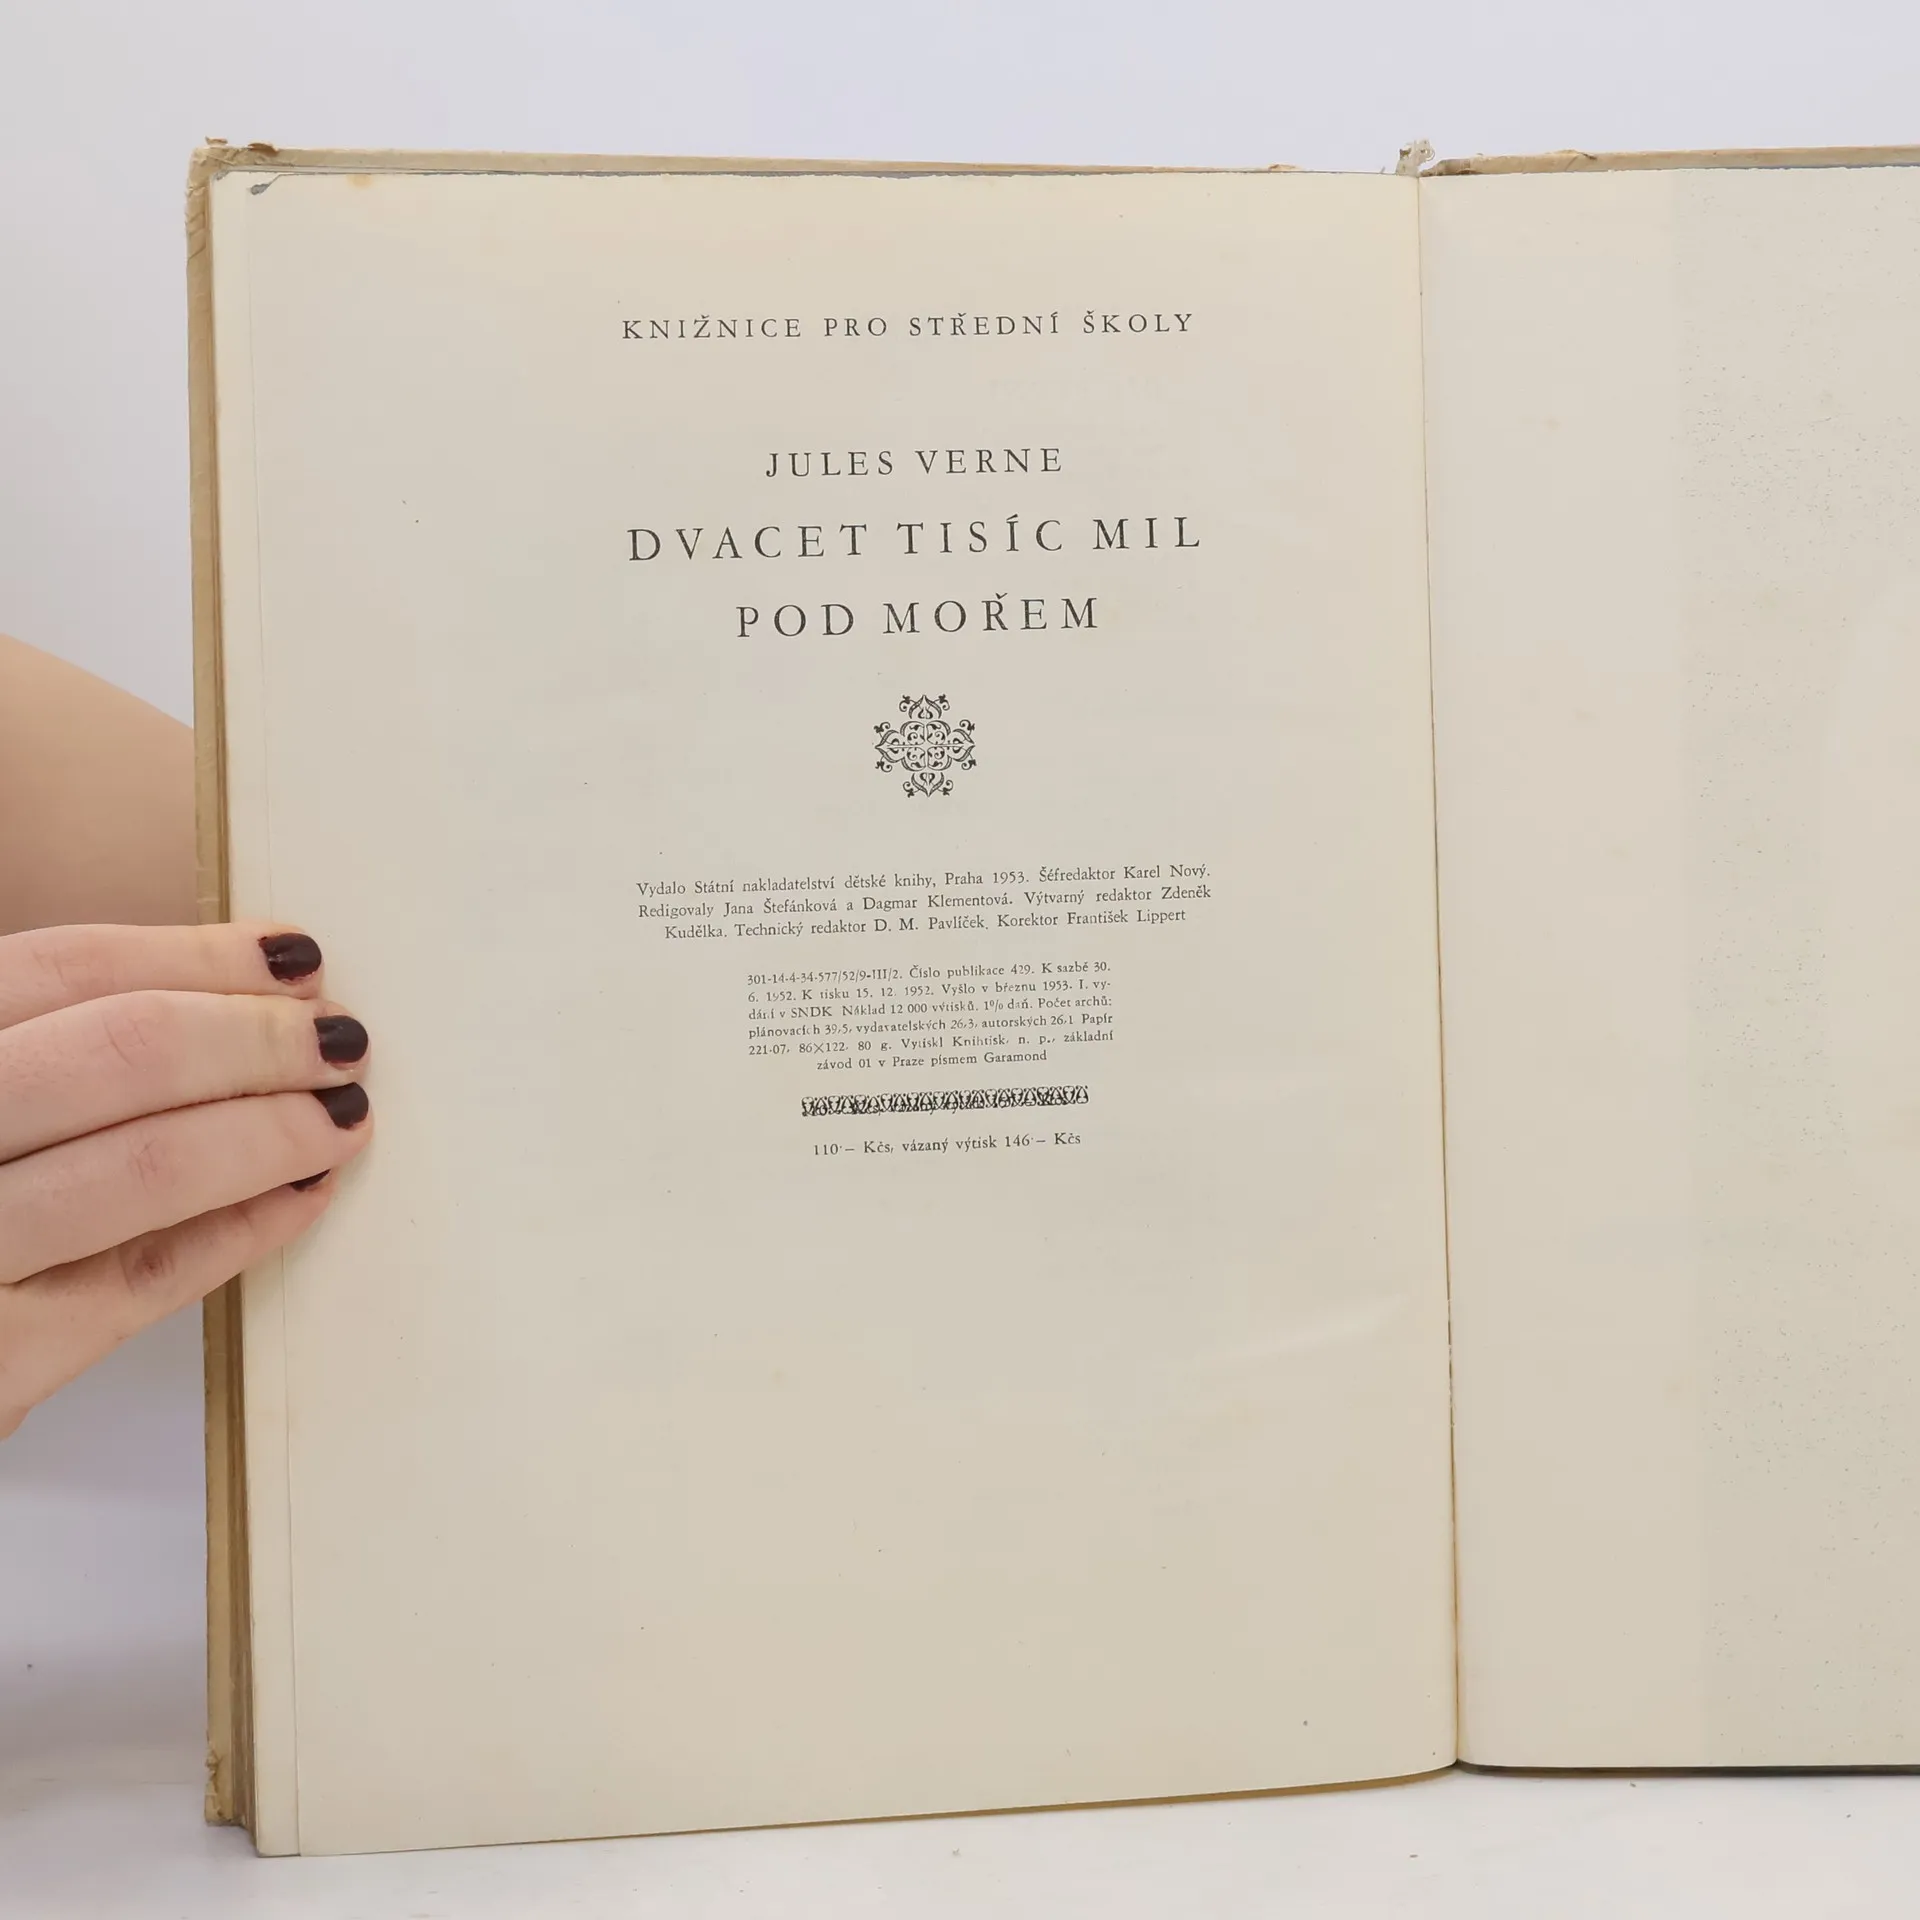 KNIŽNICE PRO STŘEDNÍ ŠKOLY
JULES VERNE
DVACET TISÍC MIL
POD MOŘEM
Vydalo Státní nakladatelství dětské knihy, Praha 1953. Šéfredaktor Karel Nový.
Redigovaly Jana Štefánková a Dagmar Klementová. Výtvarný redaktor Zdeněk
Kudělka. Technický redaktor D. M. Pavlíček. Korektor František Lippert
301-14-4-34-577/52/9-III/2. Číslo publikace 429. K sazbě 30.
6. 1952. K tisku 15. 12. 1952. Vyšlo v březnu 1953. I. vy-
dání v SNDK Náklad 12 000 výtisků. 1% daň. Počet archů:
plánovacích 39,5, vydavatelských 26,3, autorských 26,1 Papír
221-07, 86×122, 80 g. Vytiskl Knihtisk, n. p., základní
závod 01 v Praze písmem Garamond
110·— Kčs, vázaný výtisk 146·— Kčs